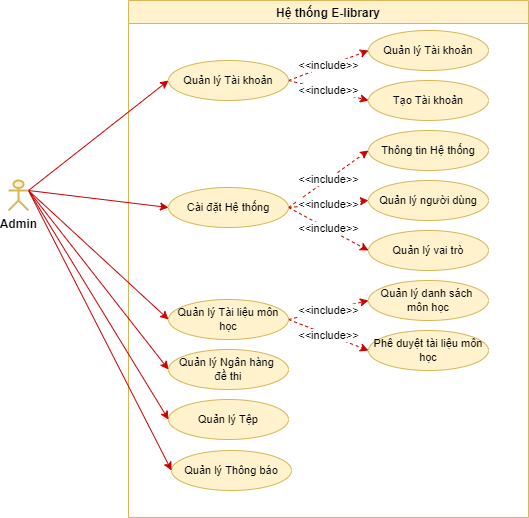 Hệ thống E-library
Quản lý Tài khoản
<<include>>
<<include>>
Quản lý Tài khoản
Tạo Tài khoản
Admin
Cài đặt Hệ thống
<<include>>
<<include>>
<<include>>
Thông tin Hệ thống
Quản lý người dùng
Quản lý vai trò
Quản lý Tài liệu môn
học
<<include>>
<<include>>
Quản lý danh sách
môn học
Phê duyệt tài liệu môn
học
Quản lý Ngân hàng
đề thi
Quản lý Tệp
Quản lý Thông báo